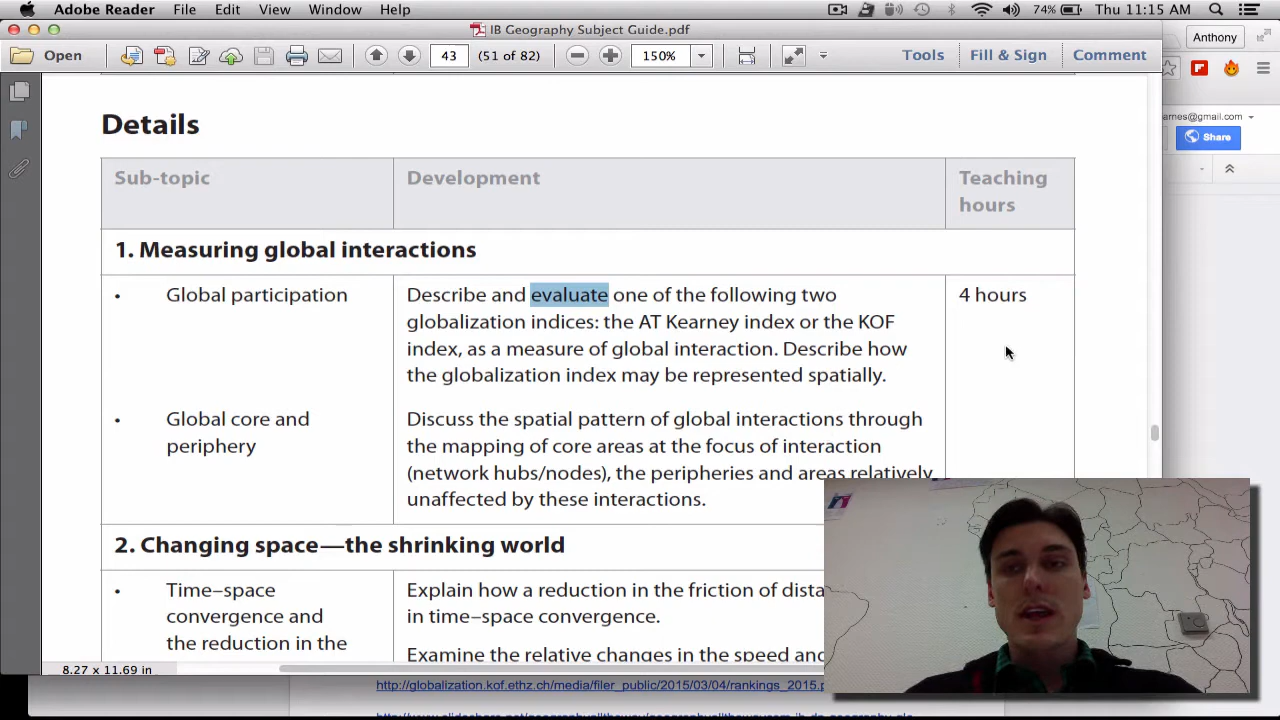 Adobe Reader File Edit View Window Help 74% Thu 11:15 AM
IB Geography Subject Guide.pdf
Anthony
Open 43 (51 of 82) 150% Tools Fill & Sign Comment
arnes@gmail.com
Share
Details
Sub-topic Development Teaching
hours
1. Measuring global interactions
• Global participation Describe and evaluate one of the following two 4 hours
globalization indices: the AT Kearney index or the KOF
index, as a measure of global interaction. Describe how
the globalization index may be represented spatially.
• Global core and Discuss the spatial pattern of global interactions through
periphery the mapping of core areas at the focus of interaction
(network hubs/nodes), the peripheries and areas relatively
unaffected by these interactions.
2. Changing space—the shrinking world
• Time–space Explain how a reduction in the friction of dista
convergence and in time–space convergence.
the reduction in the Examine the relative changes in the speed and
8.27 x 11.69 in
http://globalization.kof.ethz.ch/media/filer_public/2015/03/04/rankings_2015.p